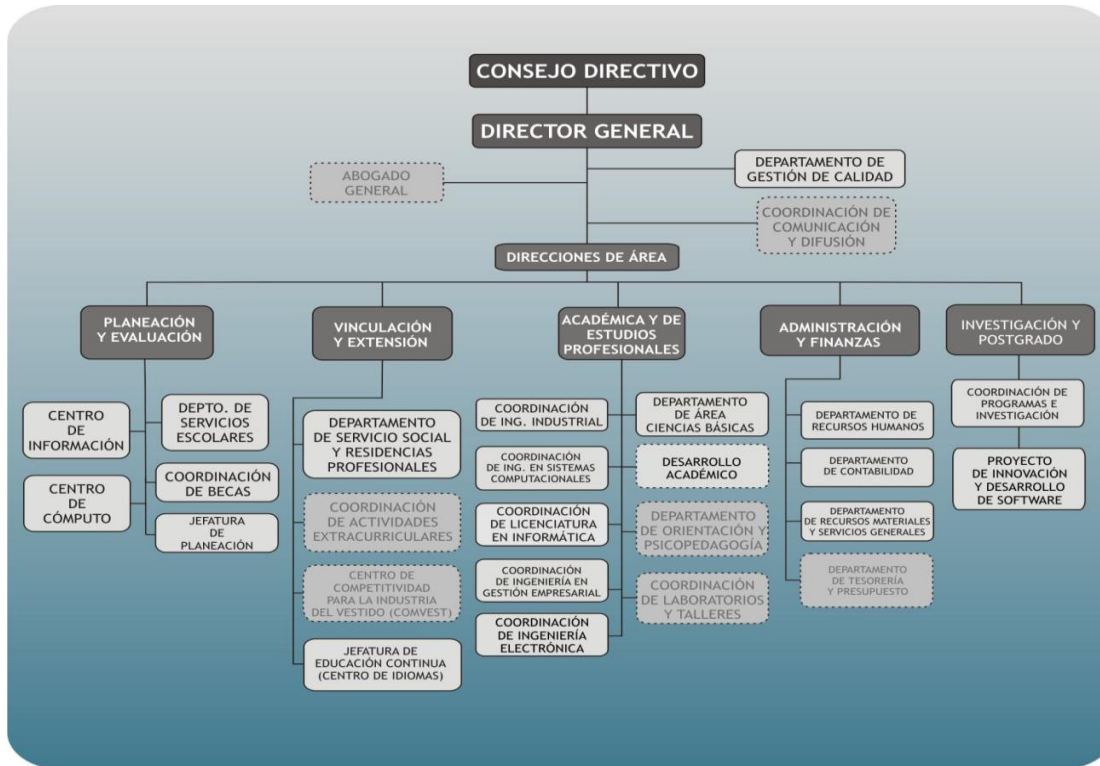 CONSEJO DIRECTIVO
DIRECTOR GENERAL
ABOGADO
GENERAL
DEPARTAMENTO DE
GESTIÓN DE CALIDAD
COORDINACIÓN DE
COMUNICACIÓN
Y DIFUSIÓN
DIRECCIONES DE ÁREA
PLANEACIÓN
Y EVALUACIÓN
CENTRO
DE
INFORMACIÓN
DEPTO. DE
SERVICIOS
ESCOLARES
CENTRO
DE
CÓMPUTO
COORDINACIÓN
DE BECAS
JEFATURA
DE
PLANEACIÓN
VINCULACIÓN
Y EXTENSIÓN
DEPARTAMENTO
DE SERVICIO SOCIAL
Y RESIDENCIAS
PROFESIONALES
COORDINACIÓN
DE ACTIVIDADES
EXTRACURRICULARES
CENTRO DE
COMPETITIVIDAD
PARA LA INDUSTRIA
DEL VESTIDO (COMVEST)
JEFATURA DE
EDUCACIÓN CONTINUA
(CENTRO DE IDIOMAS)
ACADÉMICA Y DE
ESTUDIOS
PROFESIONALES
COORDINACIÓN
DE ING. INDUSTRIAL
DEPARTAMENTO
DE ÁREA
CIENCIAS BÁSICAS
COORDINACIÓN
DE ING. EN SISTEMAS
COMPUTACIONALES
DESARROLLO
ACADÉMICO
COORDINACIÓN
DE LICENCIATURA
EN INFORMÁTICA
DEPARTAMENTO
DE ORIENTACIÓN Y
PSICOPEDAGOGÍA
COORDINACIÓN
DE INGENIERÍA EN
GESTIÓN EMPRESARIAL
COORDINACIÓN
DE LABORATORIOS
Y TALLERES
COORDINACIÓN
DE INGENIERÍA
ELECTRÓNICA
ADMINISTRACIÓN
Y FINANZAS
DEPARTAMENTO DE
RECURSOS HUMANOS
DEPARTAMENTO
DE CONTABILIDAD
DEPARTAMENTO
DE RECURSOS MATERIALES
Y SERVICIOS GENERALES
DEPARTAMENTO
DE TESORERÍA
Y PRESUPUESTO
INVESTIGACIÓN Y
POSTGRADO
COORDINACIÓN DE
PROGRAMAS E
INVESTIGACIÓN
PROYECTO
DE INNOVACIÓN
Y DESARROLLO
DE SOFTWARE